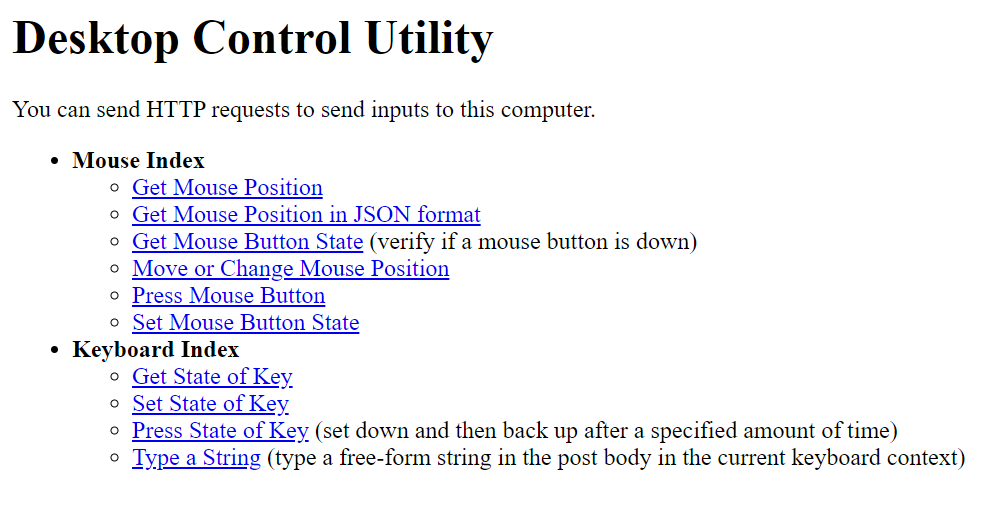 Desktop Control Utility
You can send HTTP requests to send inputs to this computer.
Mouse Index
Get Mouse Position
Get Mouse Position in JSON format
Get Mouse Button State (verify if a mouse button is down)
Move or Change Mouse Position
Press Mouse Button
Set Mouse Button State
Keyboard Index
Get State of Key
Set State of Key
Press State of Key (set down and then back up after a specified amount of time)
Type a String (type a free-form string in the post body in the current keyboard context)